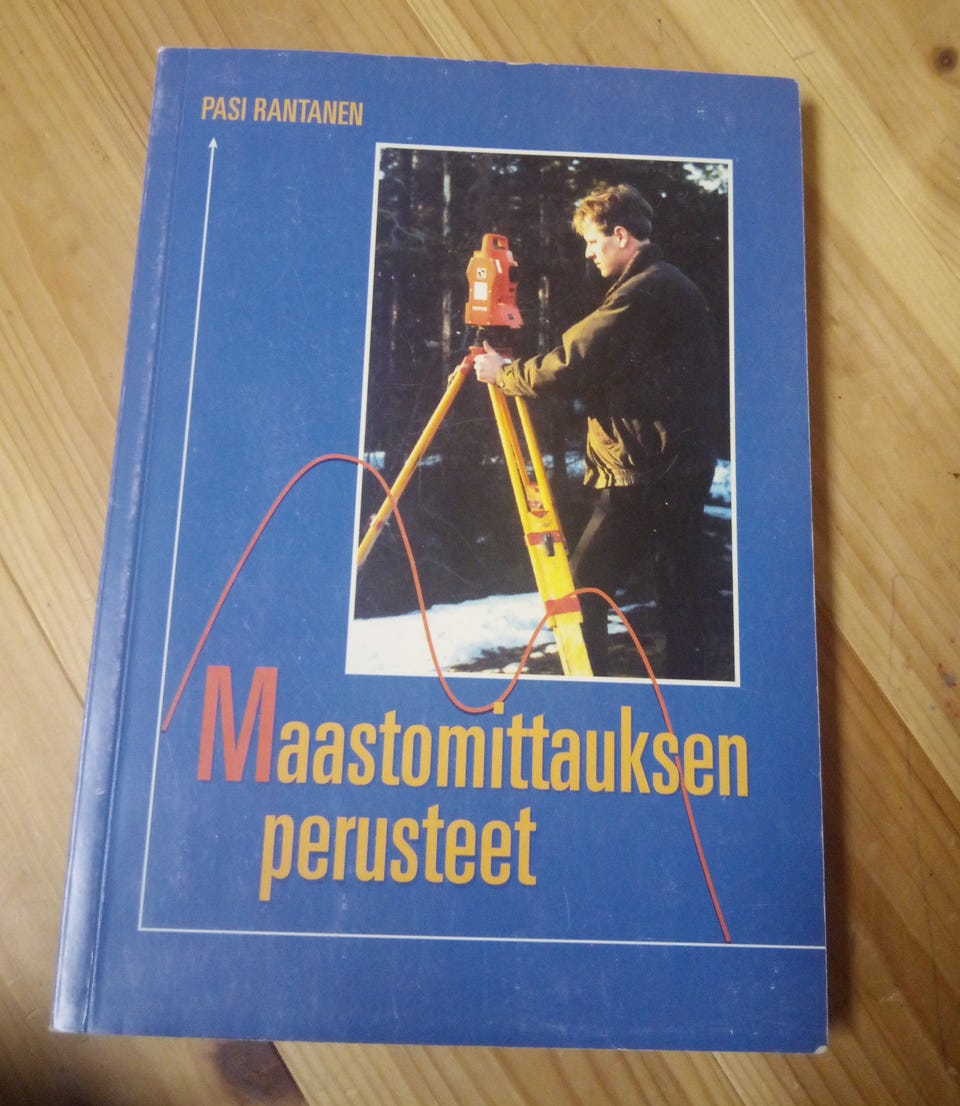 PASI RANTANEN
Maastomittauksen
perusteet